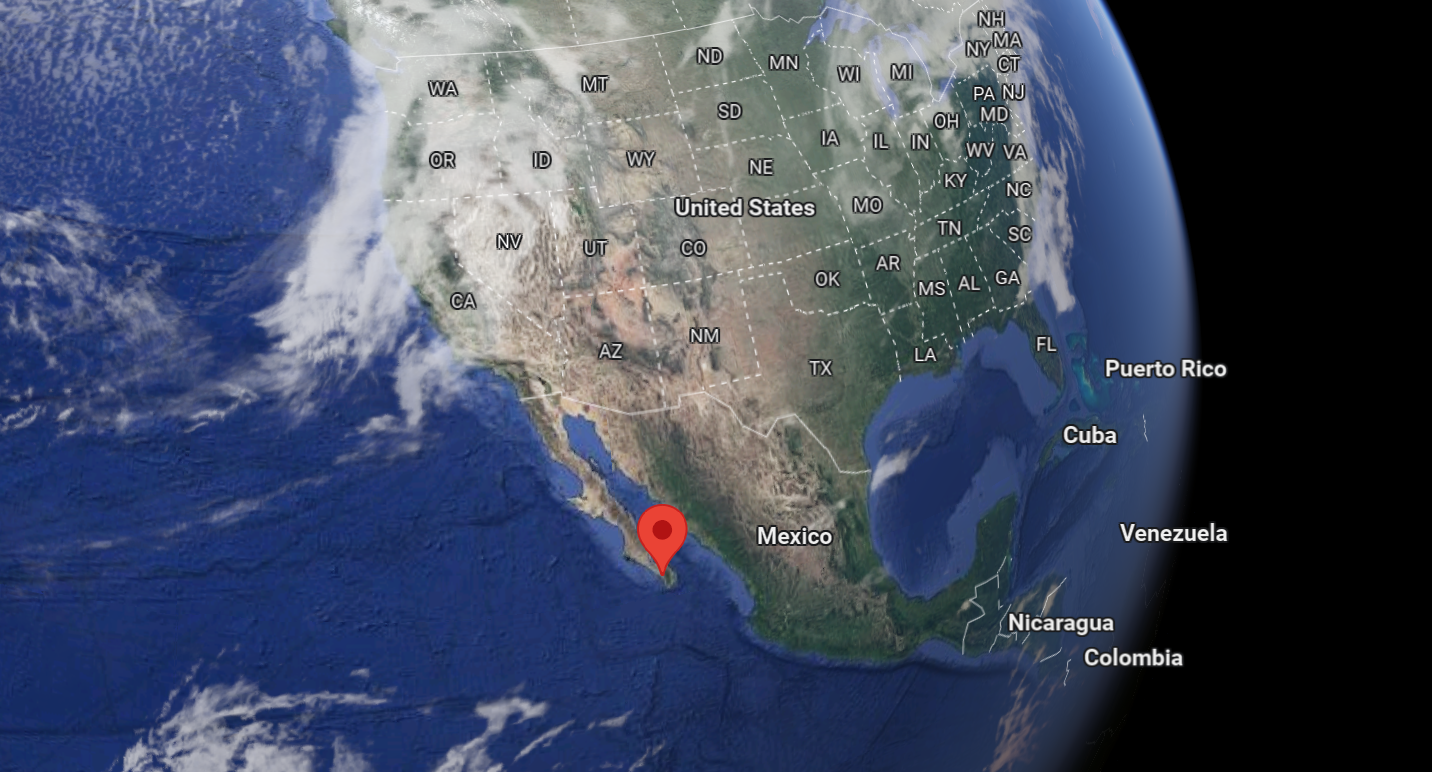 NH
MA
NY
CT
ND
MN
WI
MI
WA
MT
PA
NJ
SD
MD
OH
IA
IL
IN
WV
VA
OR
ID
WY
NE
KY
NC
United States
MO
TN
SC
NV
UT
CO
AR
OK
GA
MS
AL
CA
NM
FL
AZ
LA
TX
Puerto Rico
Cuba
Mexico
Venezuela
Nicaragua
Colombia